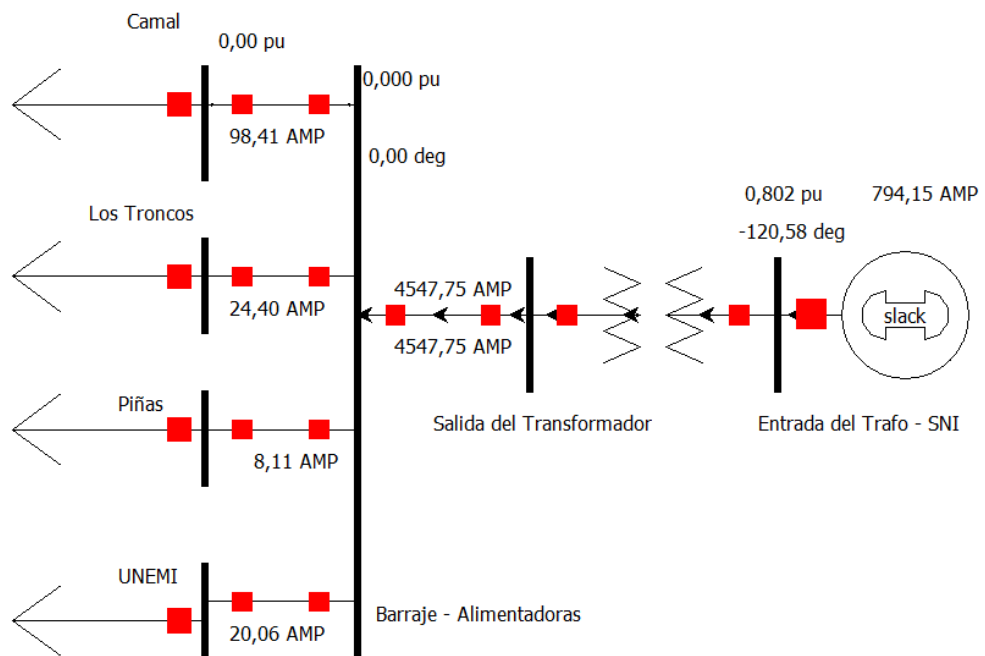 Camal
0,00 pu
0,000 pu
98,41 AMP
0,00 deg
Los Troncos
0,802 pu
794,15 AMP
-120,58 deg
24,40 AMP
4547,75 AMP
slack
4547,75 AMP
Piñas
Salida del Transformador
Entrada del Trafo - SNI
8,11 AMP
UNEMI
Barraje - Alimentadoras
20,06 AMP